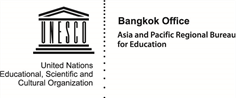 UNESCO
United Nations
Educational, Scientific and
Cultural Organization
Bangkok Office
Asia and Pacific Regional Bureau
for Education